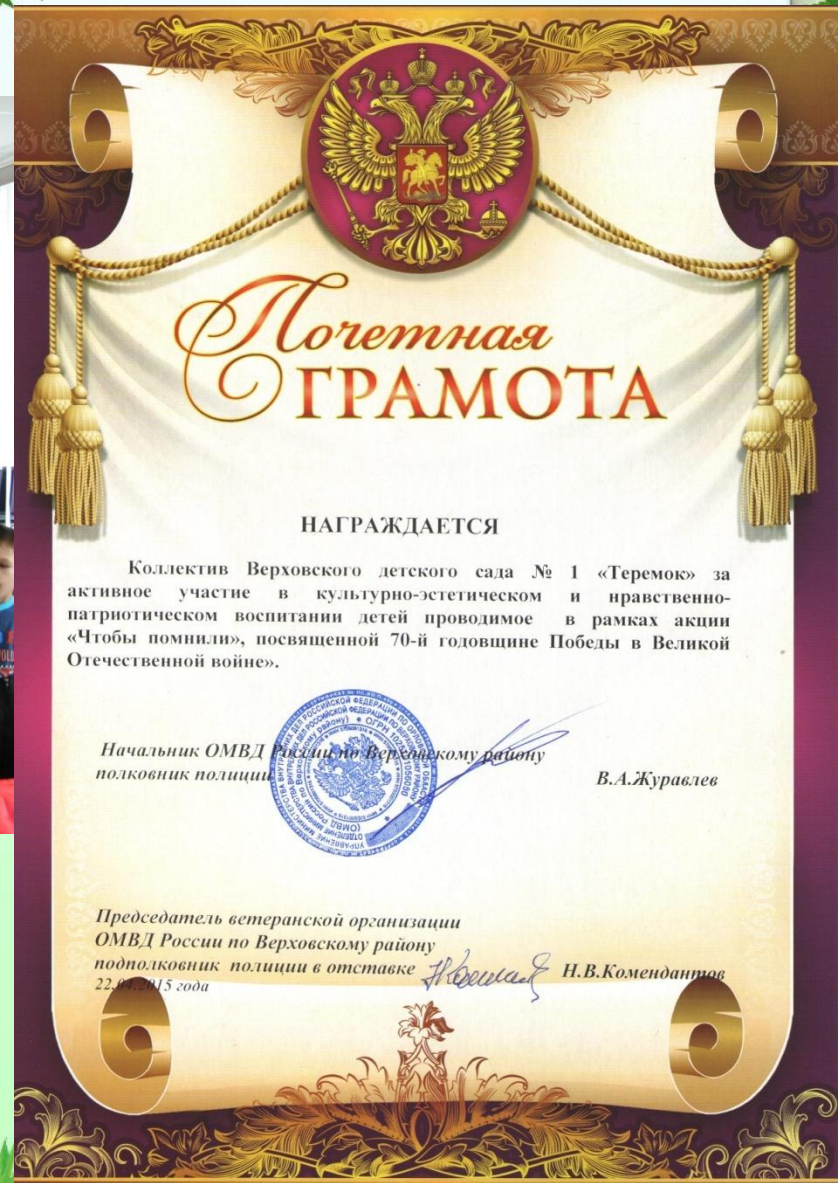 Почетная
ГРАМОТА
НАГРАЖДАЕТСЯ
Коллектив Верховского детского сада № 1 «Теремок» за
активное участие в культурно-эстетическом и нравственно-
патриотическом воспитании детей проводимое в рамках акции
«Чтобы помнили», посвященной 70-й годовщине Победы в Великой
Отечественной войне».
Начальник ОМВД России по Верховскому району
полковник полиции
В.А.Журавлев
Председатель ветеранской организации
ОМВД России по Верховскому району
подполковник полиции в отставке
Н.В.Комендантов
22.04.2015 года